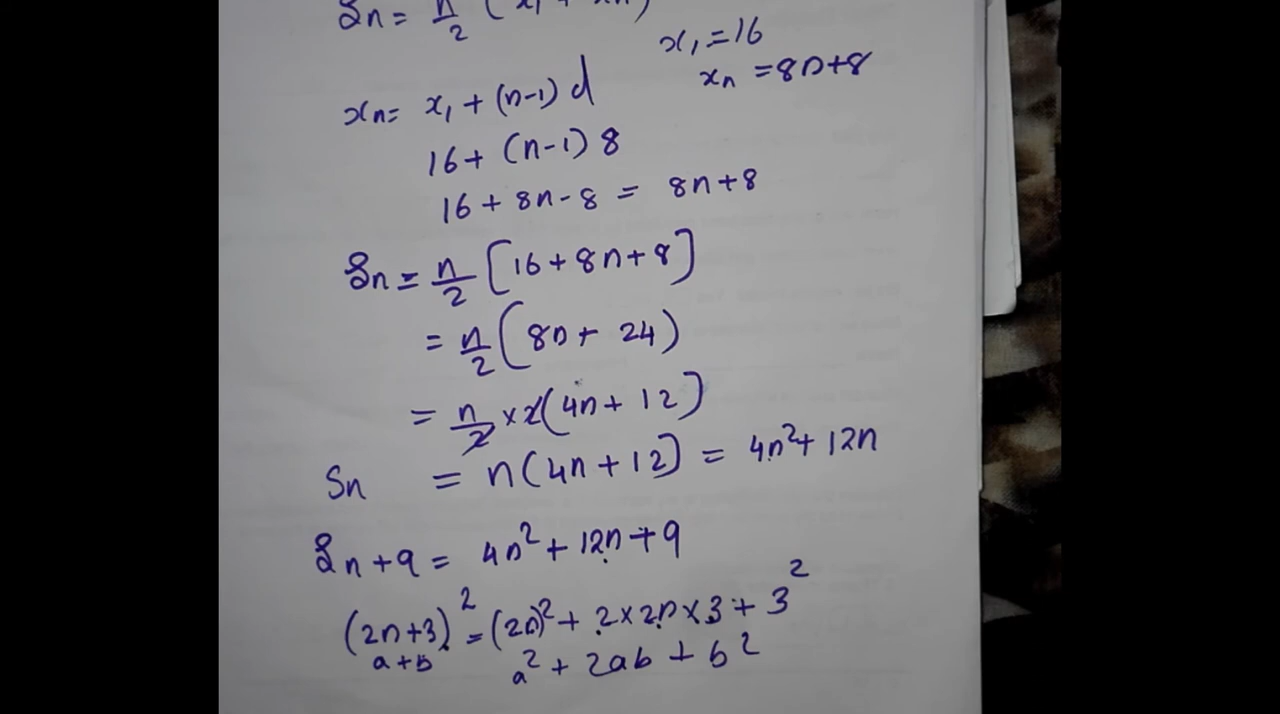 Sn = n/2 (x₁ + xn)
x₁ = 16
xn = 8n+8
xn = x₁ + (n-1) d
16 + (n-1) 8
16 + 8n - 8 = 8n + 8
Sn = n/2 [16 + 8n + 8]
= n/2 (8n + 24)
= n/2 × 2(4n + 12)
Sn = n(4n + 12) = 4n² + 12n
Sn + 9 = 4n² + 12n + 9
(2n+3)² = (2n)² + 2×2n×3 + 3²
a+b a² + 2ab + b²